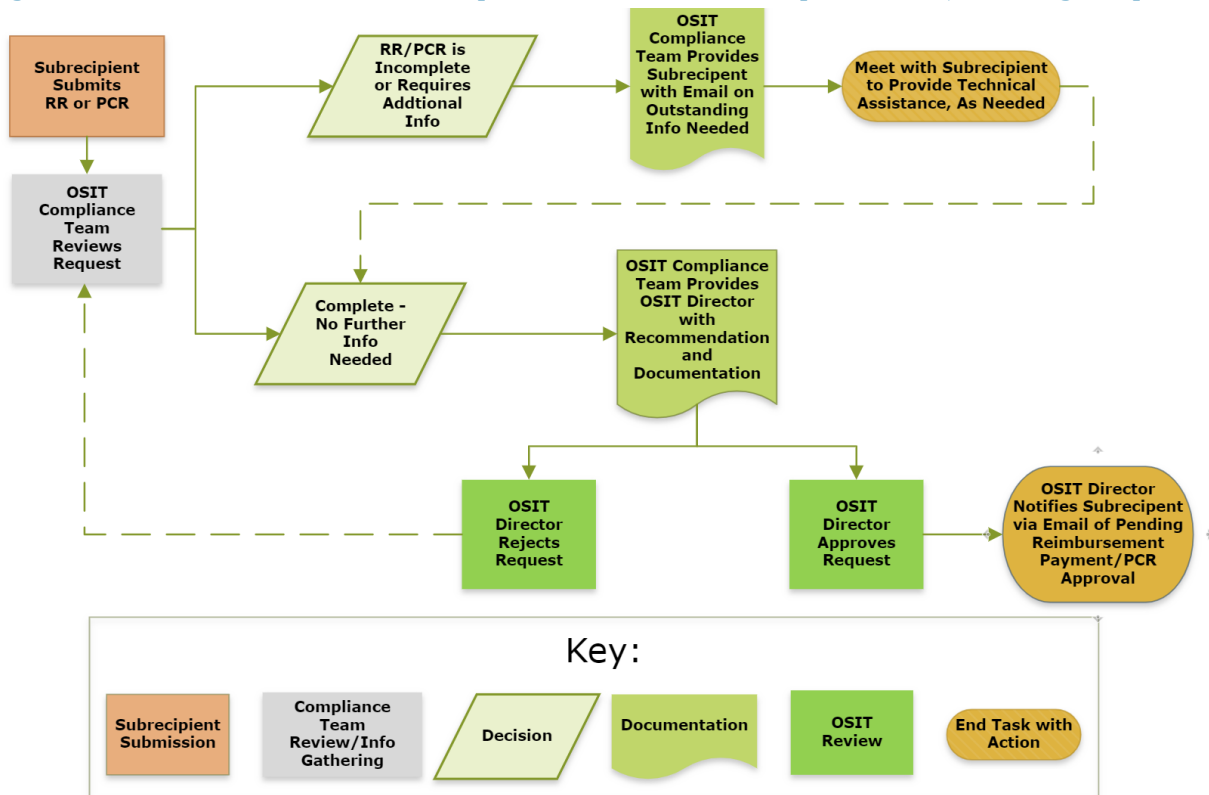 Subrecipient
Submits
RR or PCR
RR/PCR is
Incomplete
or Requires
Addtional
Info
OSIT
Compliance
Team Provides
Subrecipent
with Email on
Outstanding
Info Needed
Meet with Subrecipient
to Provide Technical
Assistance, As Needed
OSIT
Compliance
Team
Reviews
Request
Complete -
No Further
Info
Needed
OSIT Compliance
Team Provides
OSIT Director
with
Recommendation
and
Documentation
OSIT
Director
Rejects
Request
OSIT
Director
Approves
Request
OSIT Director
Notifies Subrecipent
via Email of Pending
Reimbursement
Payment/PCR
Approval
Key:
Subrecipient
Submission
Compliance
Team
Review/Info
Gathering
Decision
Documentation
OSIT
Review
End Task with
Action